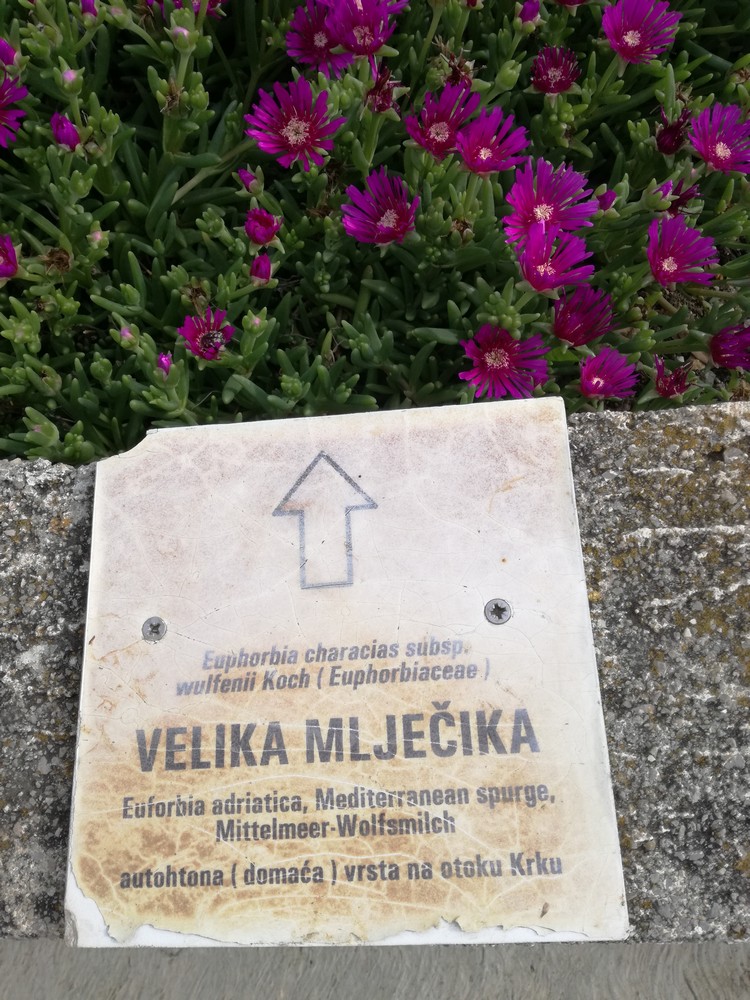 Euphorbia characias subsp.
wulfenii Koch ( Euphorbiaceae )
VELIKA MLJEČIKA
Euforbia adriatica, Mediterranean spurge,
Mittelmeer-Wolfsmilch
autohtona ( domaća ) vrsta na otoku Krku